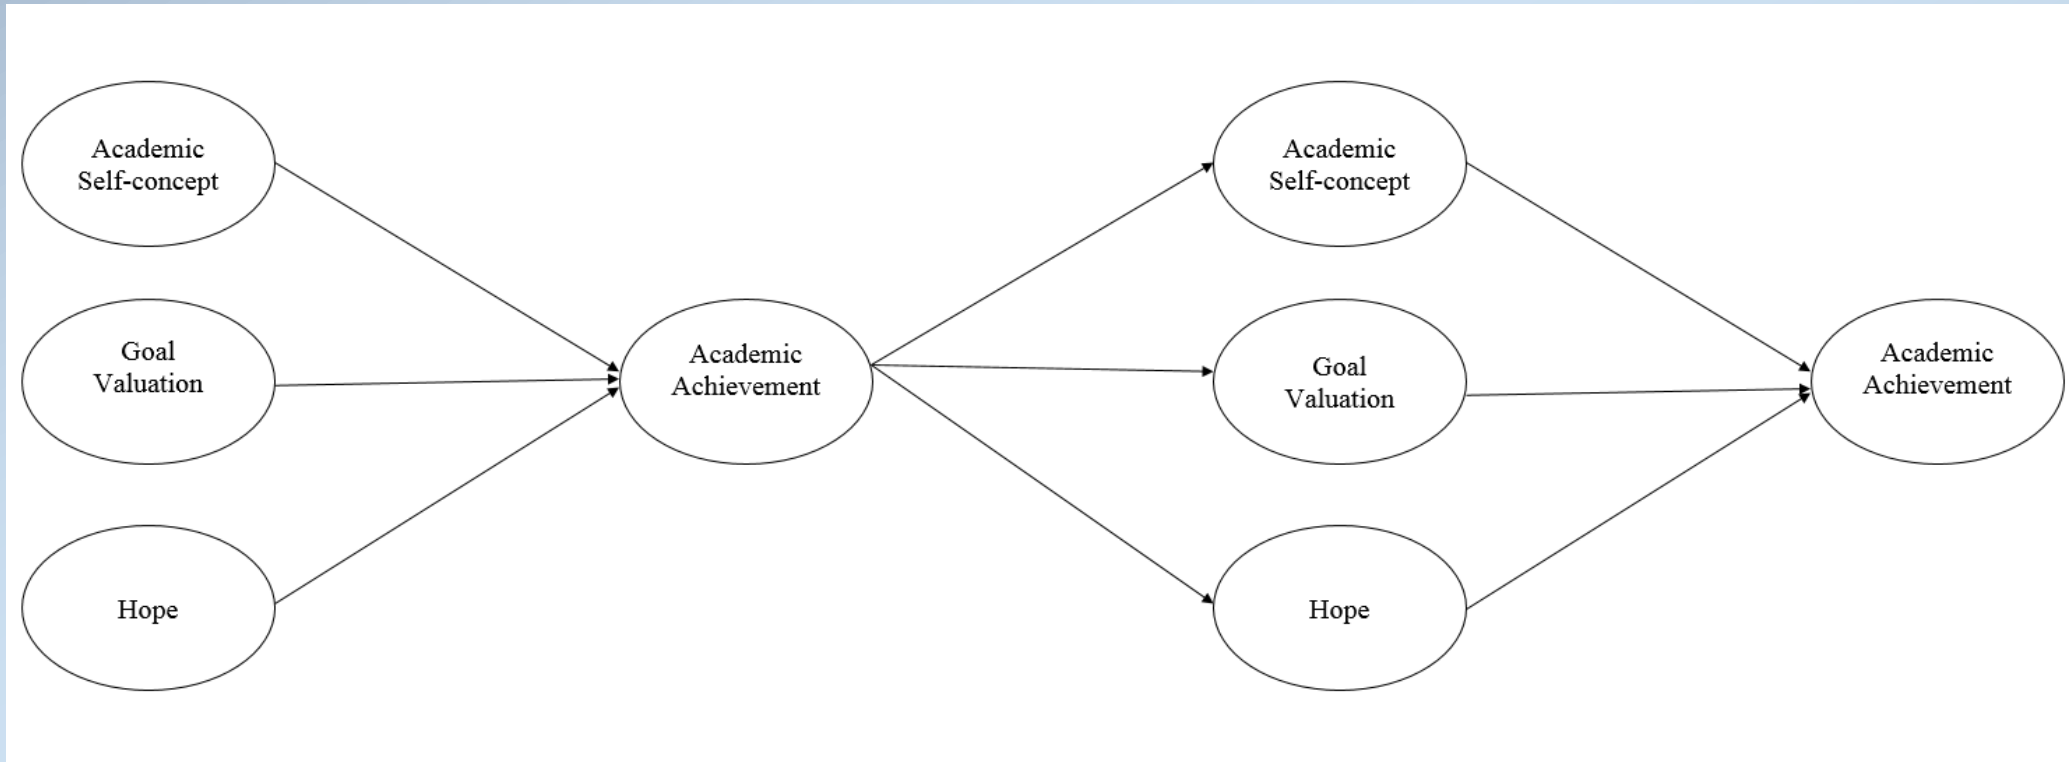 Academic
Self-concept
Goal
Valuation
Hope
Academic
Achievement
Academic
Self-concept
Goal
Valuation
Hope
Academic
Achievement